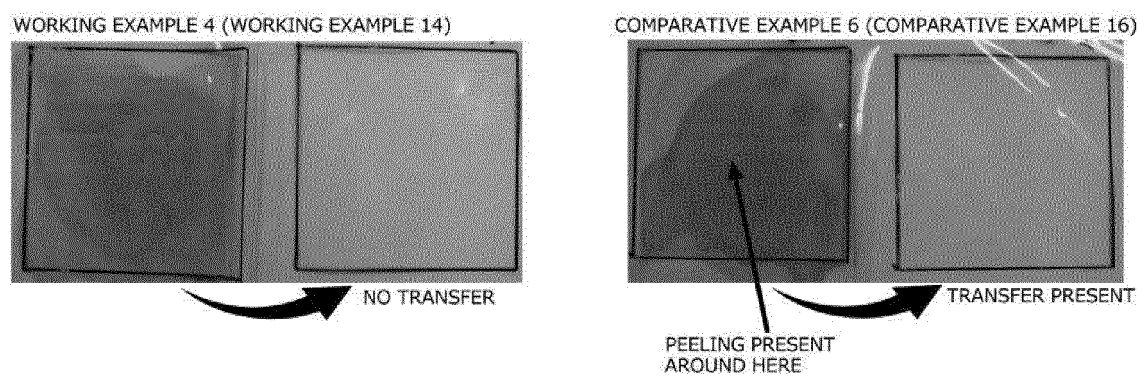 WORKING EXAMPLE 4 (WORKING EXAMPLE 14)
NO TRANSFER
COMPARATIVE EXAMPLE 6 (COMPARATIVE EXAMPLE 16)
TRANSFER PRESENT
PEELING PRESENT
AROUND HERE